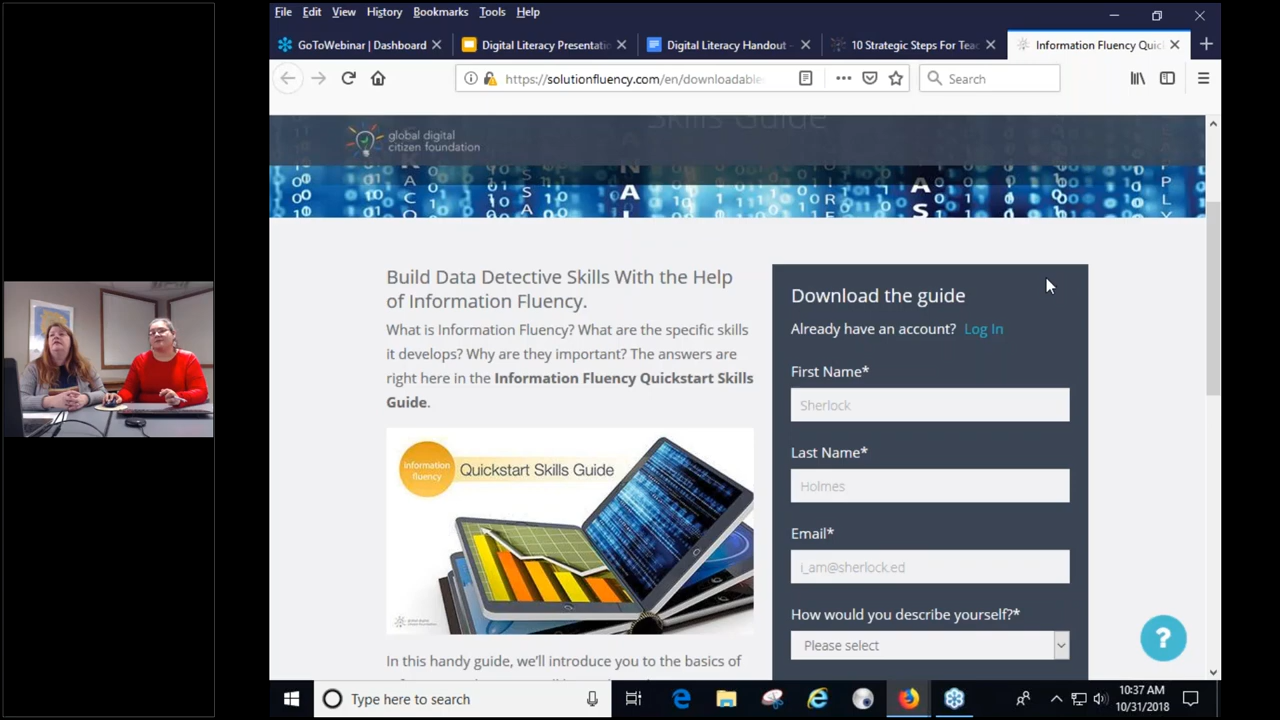 File Edit View History Bookmarks Tools Help
GoToWebinar | Dashboard
Digital Literacy Presentatio
Digital Literacy Handout -
10 Strategic Steps For Tea
Information Fluency Quic
https://solutionfluency.com/en/downloadable
Search
Skills Guide
global digital
citizen foundation
Build Data Detective Skills With the Help
of Information Fluency.
What is Information Fluency? What are the specific skills
it develops? Why are they important? The answers are
right here in the Information Fluency Quickstart Skills
Guide.
Information
fluency
Quickstart Skills Guide
global digital
citizen foundation
In this handy guide, we'll introduce you to the basics of
Download the guide
Already have an account? Log In
First Name*
Sherlock
Last Name*
Holmes
Email*
i_am@sherlock.ed
How would you describe yourself?*
Please select
?
Type here to search
10:37 AM
10/31/2018